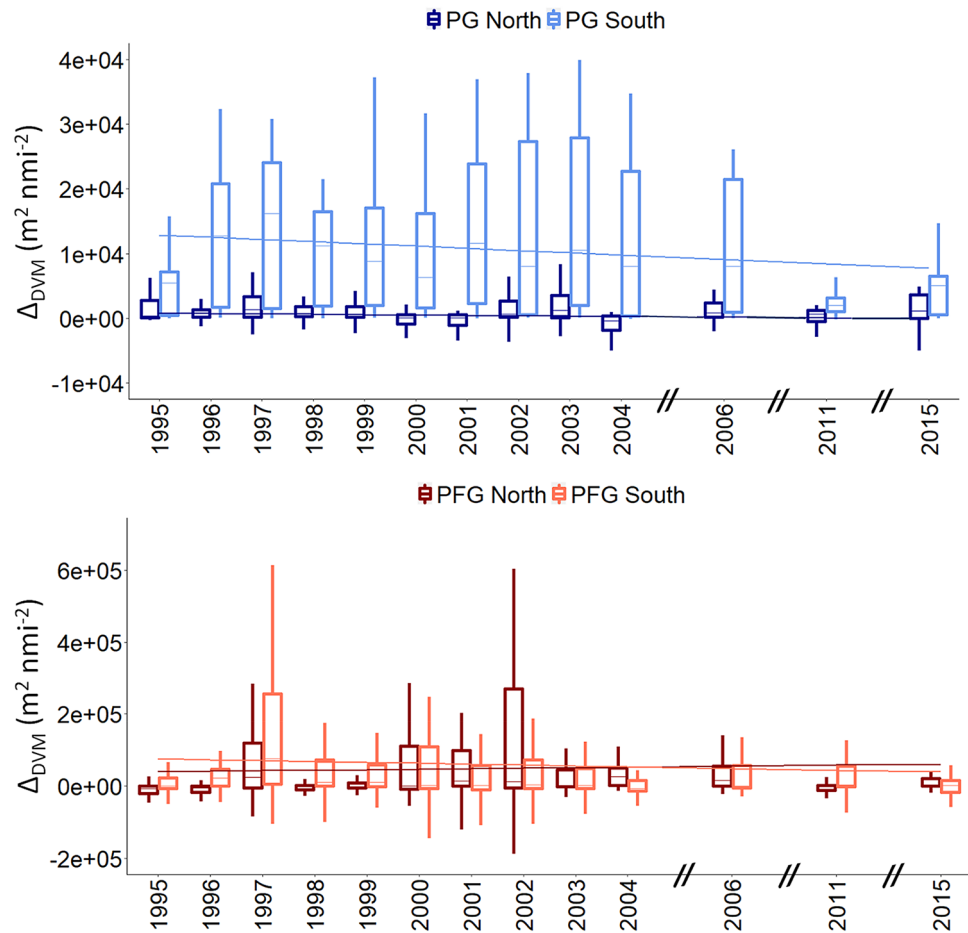 PG North PG South
Δ_DVM (m² nmi⁻²)
4e+04
3e+04
2e+04
1e+04
0e+00
-1e+04
1995 1996 1997 1998 1999 2000 2001 2002 2003 2004 // 2006 // 2011 // 2015
PFG North PFG South
Δ_DVM (m² nmi⁻²)
6e+05
4e+05
2e+05
0e+00
-2e+05
1995 1996 1997 1998 1999 2000 2001 2002 2003 2004 // 2006 // 2011 // 2015